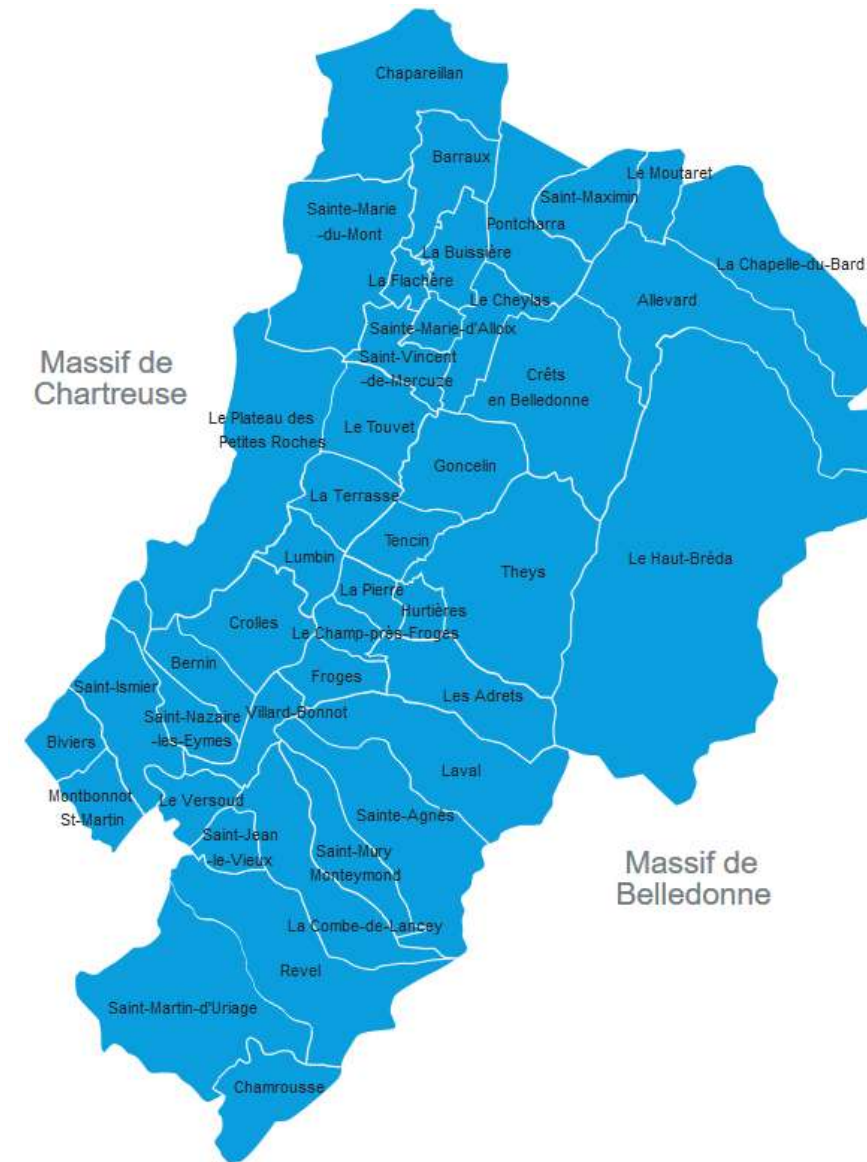 Chapareillan
Barraux
Le Moutaret
Saint-Maximin
Sainte-Marie
-du-Mont
Pontcharra
La Buissière
La Chapelle-du-Bard
La Flachère
Le Cheylas
Allevard
Sainte-Marie-d'Alloix
Massif de
Chartreuse
Saint-Vincent
-de-Mercuze
Crêts
en Belledonne
Le Plateau des
Petites Roches
Le Touvet
Goncelin
La Terrasse
Tencin
Lumbin
Theys
Le Haut-Bréda
La Pierre
Hurtières
Crolles
Le Champ-près-Froges
Bernin
Froges
Saint-Ismier
Les Adrets
Villard-Bonnot
Saint-Nazaire
-les-Eymes
Biviers
Laval
Montbonnot
St-Martin
Le Versoud
Sainte-Agnès
Saint-Jean
-le-Vieux
Saint-Mury
Monteymond
Massif de
Belledonne
La Combe-de-Lancey
Revel
Saint-Martin-d'Uriage
Chamrousse